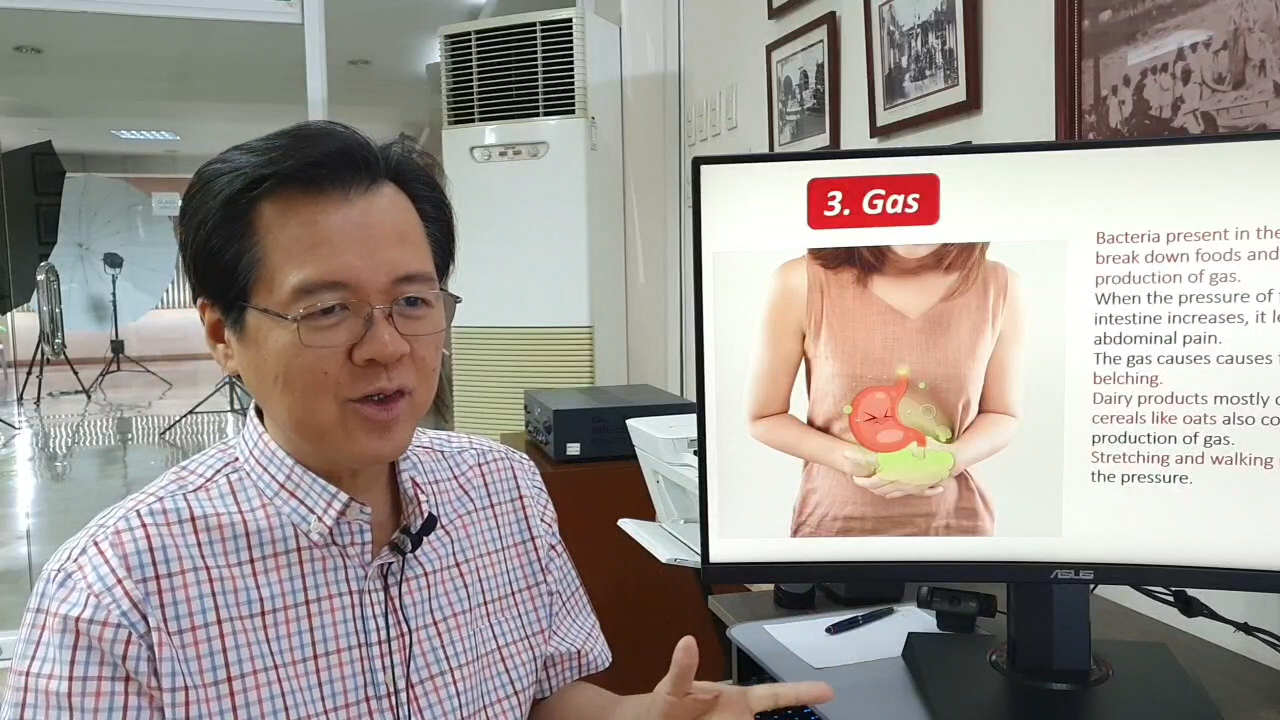 3. Gas
Bacteria present in the
break down foods and
production of gas.
When the pressure of
intestine increases, it
abdominal pain.
The gas causes causes
belching.
Dairy products mostly
cereals like oats also
production of gas.
Stretching and walking
the pressure.
ASUS